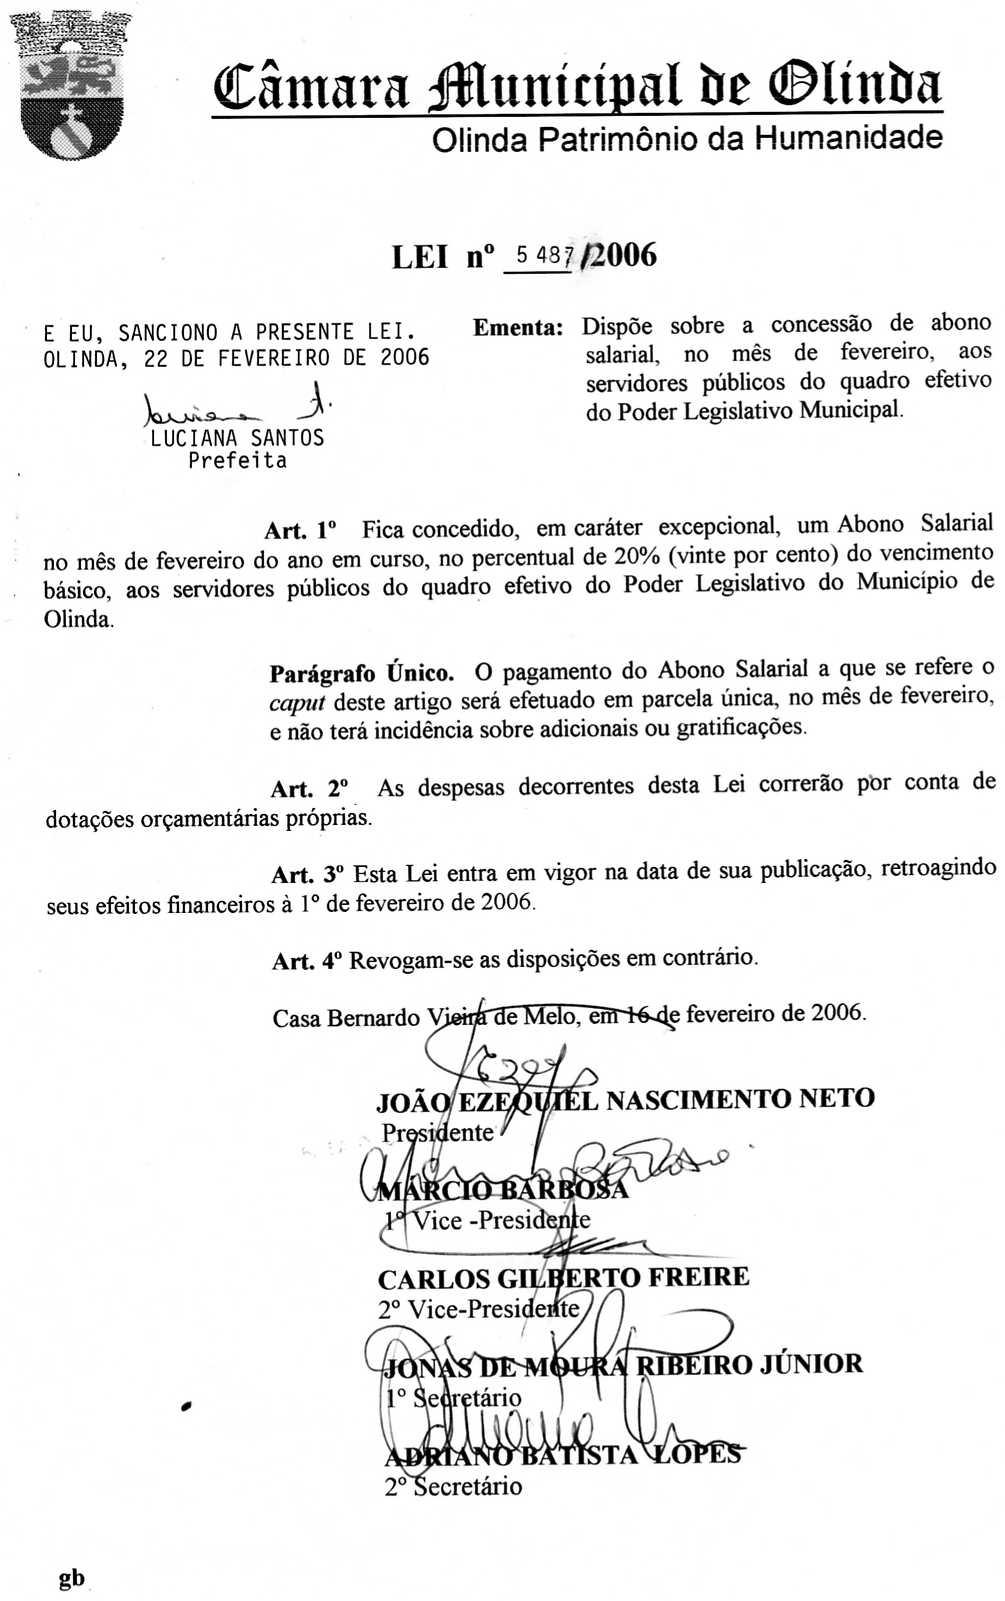 Câmara Municipal de Olinda
Olinda Patrimônio da Humanidade
LEI nº 5 487/2006
E EU, SANCIONO A PRESENTE LEI.
OLINDA, 22 DE FEVEREIRO DE 2006
LUCIANA SANTOS
Prefeita
Ementa: Dispõe sobre a concessão de abono
salarial, no mês de fevereiro, aos
servidores públicos do quadro efetivo
do Poder Legislativo Municipal.
Art. 1º Fica concedido, em caráter excepcional, um Abono Salarial
no mês de fevereiro do ano em curso, no percentual de 20% (vinte por cento) do vencimento
básico, aos servidores públicos do quadro efetivo do Poder Legislativo do Município de
Olinda.
Parágrafo Único. O pagamento do Abono Salarial a que se refere o
caput deste artigo será efetuado em parcela única, no mês de fevereiro,
e não terá incidência sobre adicionais ou gratificações.
Art. 2º As despesas decorrentes desta Lei correrão por conta de
dotações orçamentárias próprias.
Art. 3º Esta Lei entra em vigor na data de sua publicação, retroagindo
seus efeitos financeiros à 1º de fevereiro de 2006.
Art. 4º Revogam-se as disposições em contrário.
Casa Bernardo Vieira de Melo, em 16 de fevereiro de 2006.
JOÃO EZEQUIEL NASCIMENTO NETO
Presidente
MÁRCIO BARBOSA
1º Vice -Presidente
CARLOS GILBERTO FREIRE
2º Vice-Presidente
JONAS DE MOURA RIBEIRO JÚNIOR
1º Secretário
ADRIANO BATISTA LOPES
2º Secretário
gb